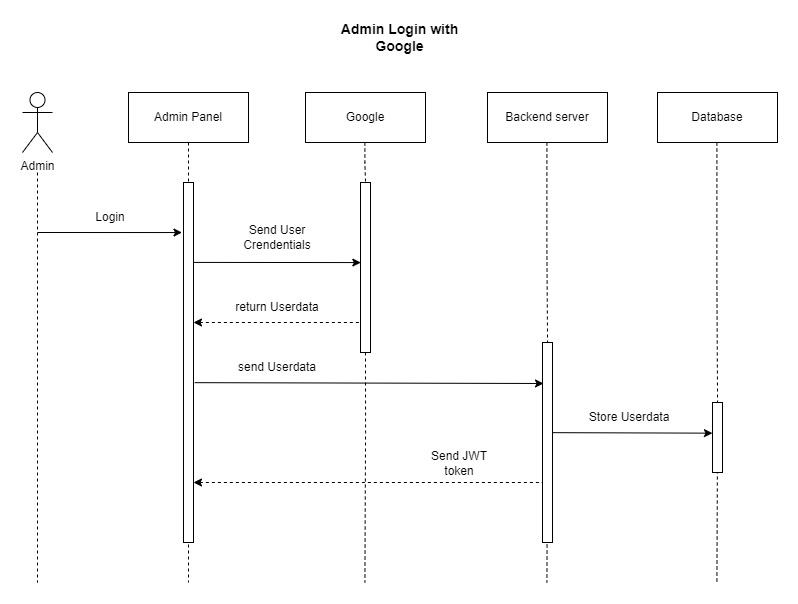 Admin Login with
Google
Admin Panel
Google
Backend server
Database
Admin
Login
Send User
Crendentials
return Userdata
send Userdata
Store Userdata
Send JWT
token